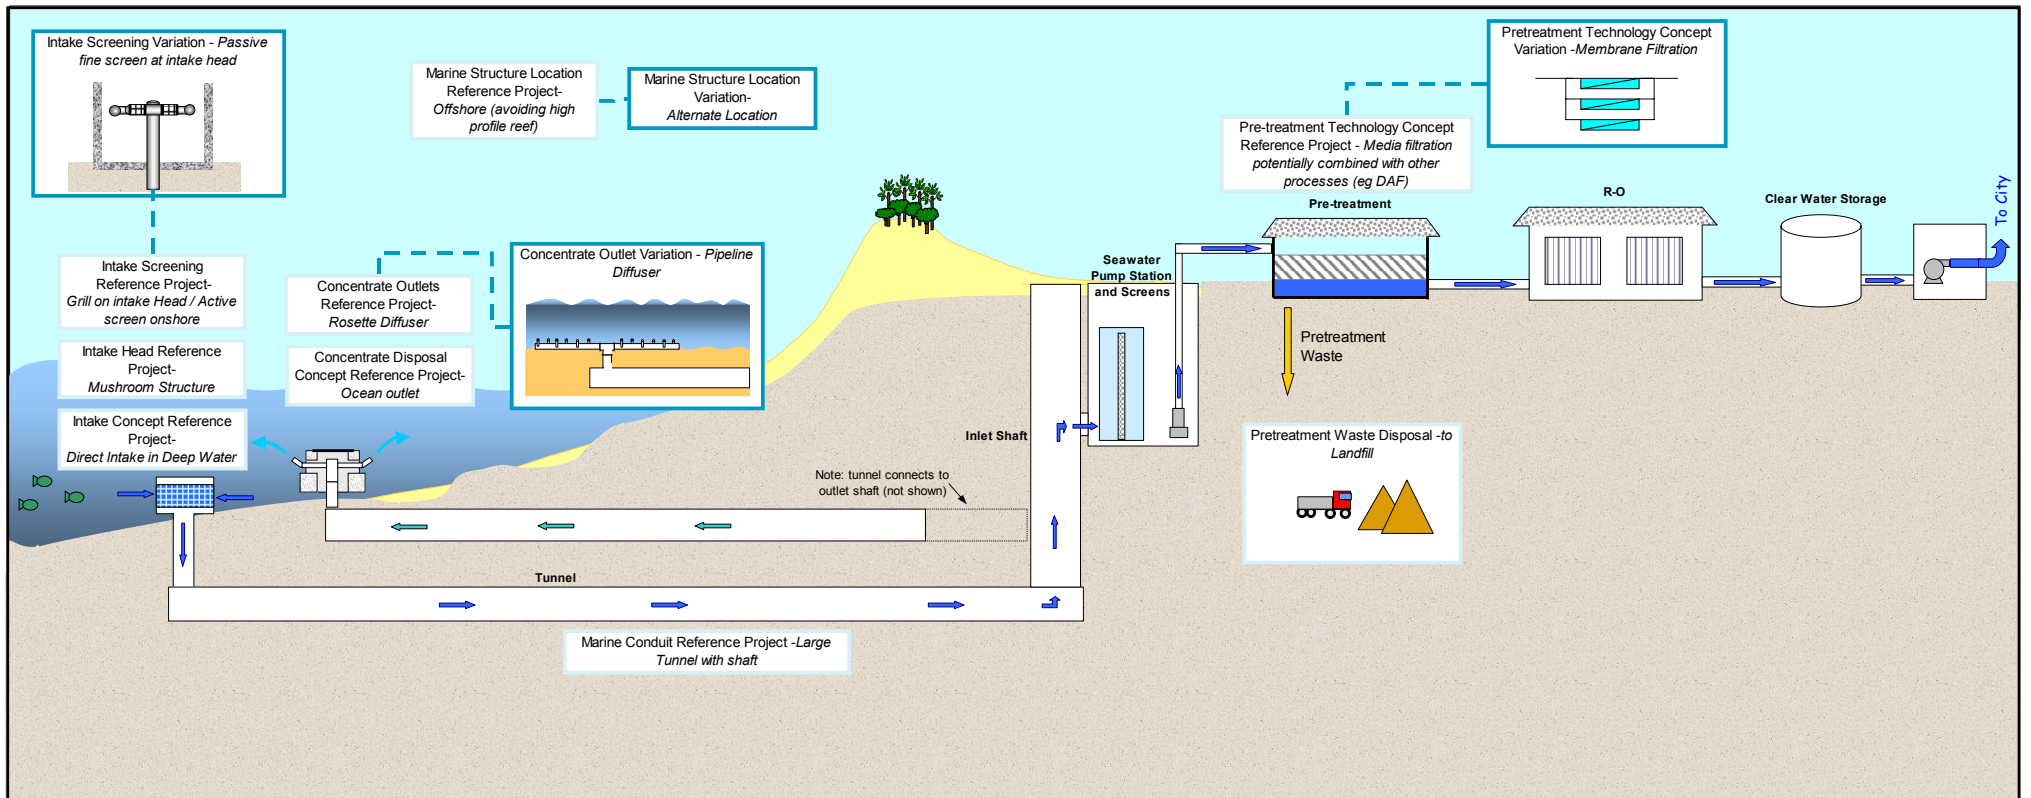 Intake Screening Variation - Passive
fine screen at intake head
Marine Structure Location
Reference Project-
Offshore (avoiding high
profile reef)
Marine Structure Location
Variation-
Alternate Location
Pretreatment Technology Concept
Variation -Membrane Filtration
Pre-treatment Technology Concept
Reference Project - Media filtration
potentially combined with other
processes (eg DAF)
Pre-treatment
R-O
Clear Water Storage
To City
Intake Screening
Reference Project-
Grill on intake Head / Active
screen onshore
Concentrate Outlets
Reference Project-
Rosette Diffuser
Concentrate Outlet Variation - Pipeline
Diffuser
Seawater
Pump Station
and Screens
Intake Head Reference
Project-
Mushroom Structure
Concentrate Disposal
Concept Reference Project-
Ocean outlet
Pretreatment
Waste
Intake Concept Reference
Project-
Direct Intake in Deep Water
Inlet Shaft
Pretreatment Waste Disposal -to
Landfill
Note: tunnel connects to
outlet shaft (not shown)
Tunnel
Marine Conduit Reference Project -Large
Tunnel with shaft